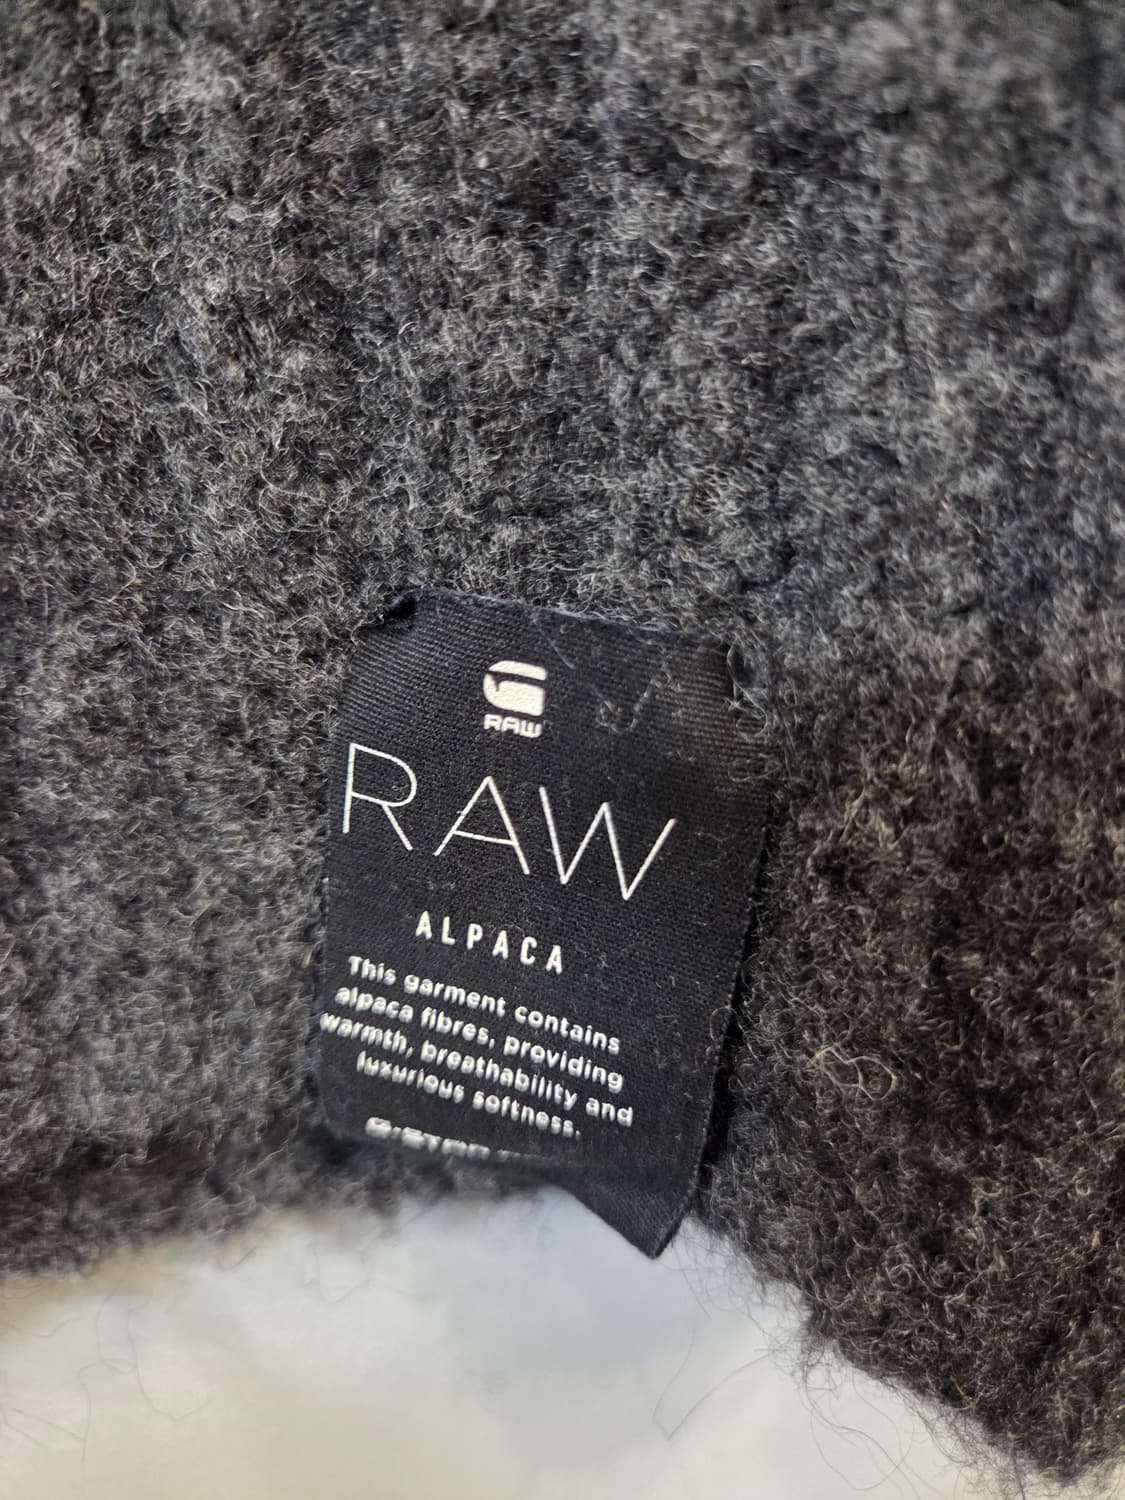 RAW
RAW
ALPACA
This garment contains
alpaca fibres, providing
warmth, breathability and
luxurious softness.